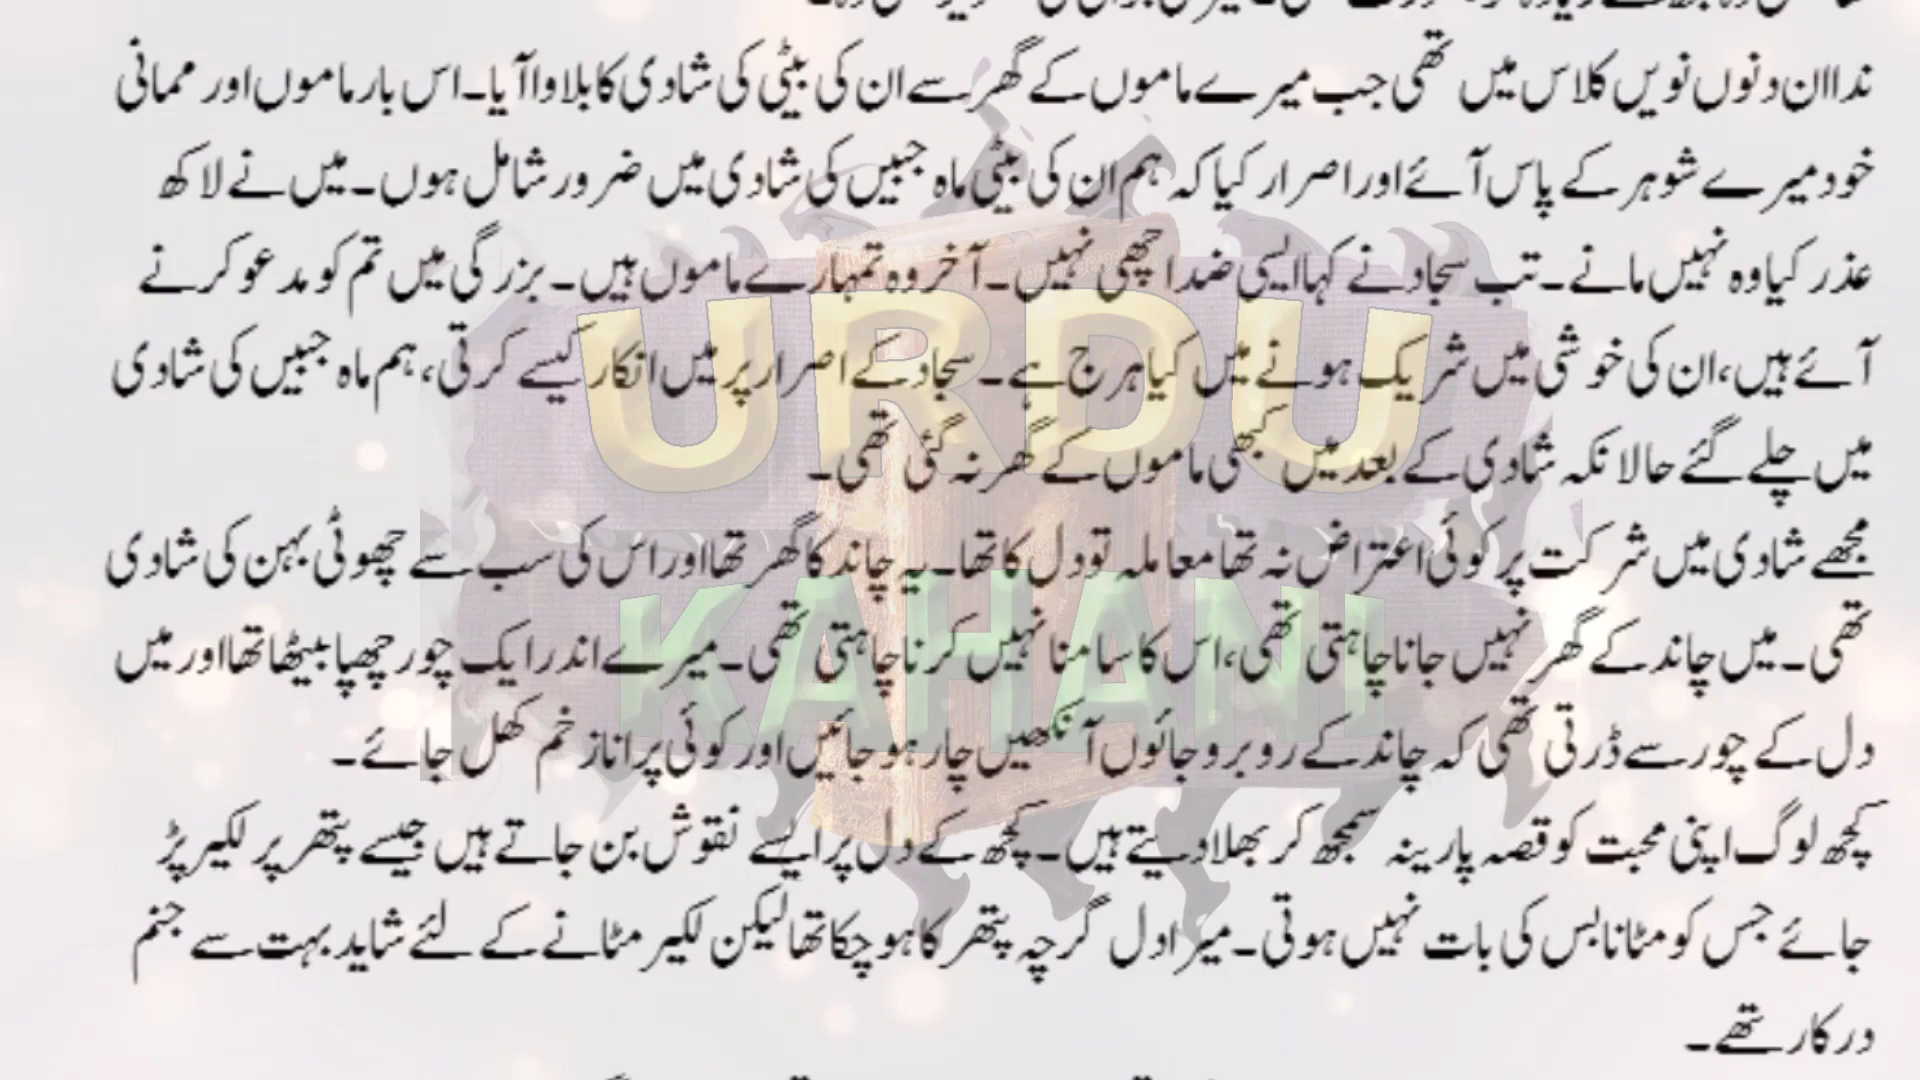 ندا ان دنوں نویں کلاس میں تھی جب میرے ماموں کے گھر سے ان کی بیٹی کی شادی کا بلاوا آیا۔ اس بار ماموں اور ممانی
خود میرے شوہر کے پاس آئے اور اصرار کیا کہ ہم ان کی بیٹی ماہ جبیں کی شادی میں ضرور شامل ہوں۔ میں نے لاکھ
عذر کیا وہ نہیں مانے۔ تب سجاد نے کہا ایسی ضد اچھی نہیں۔ آخر وہ تمہارے ماموں ہیں۔ بزرگی میں تم کو مدعو کرنے
آئے ہیں، ان کی خوشی میں شریک ہونے میں کیا ہرج ہے۔ سجاد کے اصرار پر میں انکار کیسے کرتی، ہم ماہ جبیں کی شادی
میں چلے گئے حالانکہ شادی کے بعد میں کبھی ماموں کے گھر نہ گئی تھی۔
مجھے شادی میں شرکت پر کوئی اعتراض نہ تھا معاملہ تو دل کا تھا۔ یہ چاند کا گھر تھا اور اس کی سب سے چھوٹی بہن کی شادی
تھی۔ میں چاند کے گھر نہیں جانا چاہتی تھی، اس کا سامنا نہیں کرنا چاہتی تھی۔ میرے اندر ایک چور چھپا بیٹھا تھا اور میں
دل کے چور سے ڈرتی تھی کہ چاند کے روبرو جائوں آنکھیں چار ہو جائیں اور کوئی پرانا زخم کھل جائے۔
کچھ لوگ اپنی محبت کو قصہ پارینہ سمجھ کر بھلا دیتے ہیں۔ کچھ کے دل پر ایسے نقوش بن جاتے ہیں جیسے پتھر پر لکیر پڑ
جائے جس کو مٹانا بس کی بات نہیں ہوتی۔ میرا دل گرچہ پتھر کا ہو چکا تھا لیکن لکیر مٹانے کے لئے شاید بہت سے جنم
درکار تھے۔
URDU
KAHANI